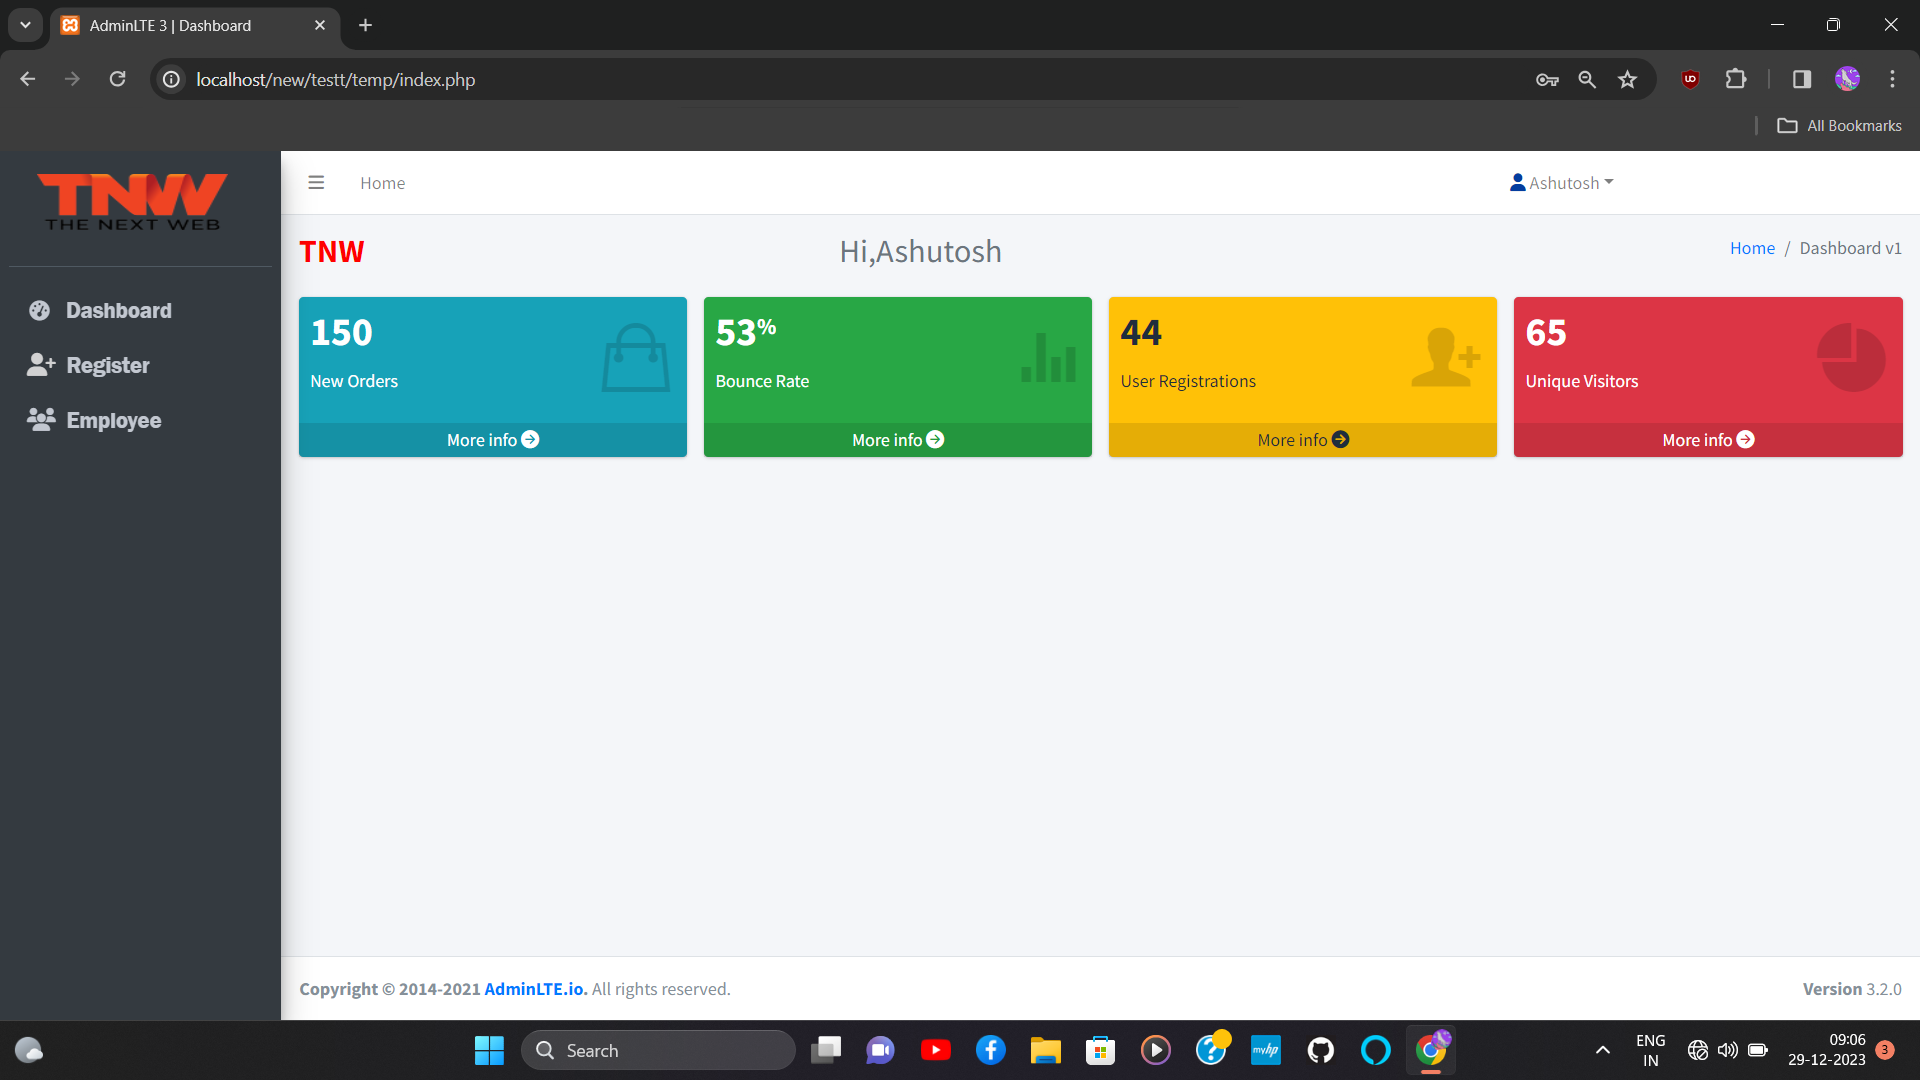 AdminLTE 3 | Dashboard
localhost/new/testt/temp/index.php
All Bookmarks
TNW
THE NEXT WEB
Dashboard
Register
Employee
Home
Ashutosh
TNW
Hi,Ashutosh
Home / Dashboard v1
150
New Orders
More info
53%
Bounce Rate
More info
44
User Registrations
More info
65
Unique Visitors
More info
Copyright © 2014-2021 AdminLTE.io. All rights reserved.
Version 3.2.0
Search
myhp
ENG
IN
09:06
29-12-2023
3